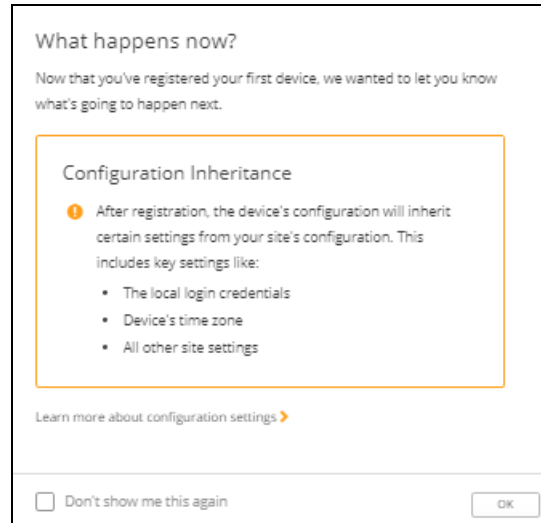 What happens now?
Now that you've registered your first device, we wanted to let you know
what's going to happen next.
Configuration Inheritance
After registration, the device's configuration will inherit
certain settings from your site's configuration. This
includes key settings like:
• The local login credentials
• Device's time zone
• All other site settings
Learn more about configuration settings
Don't show me this again
OK